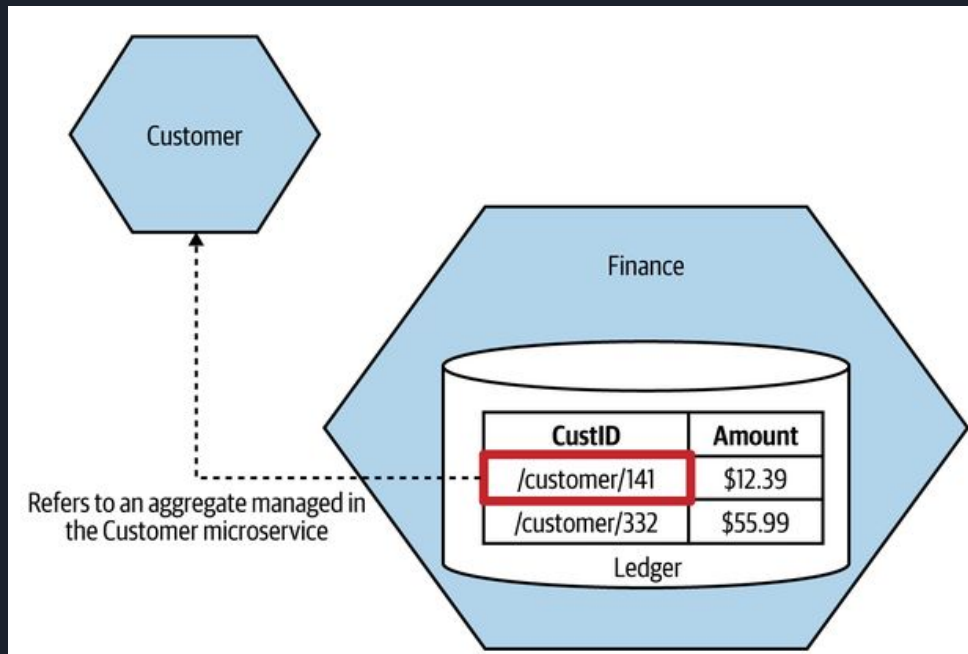 Customer
Finance
CustID Amount
/customer/141 $12.39
/customer/332 $55.99
Ledger
Refers to an aggregate managed in
the Customer microservice